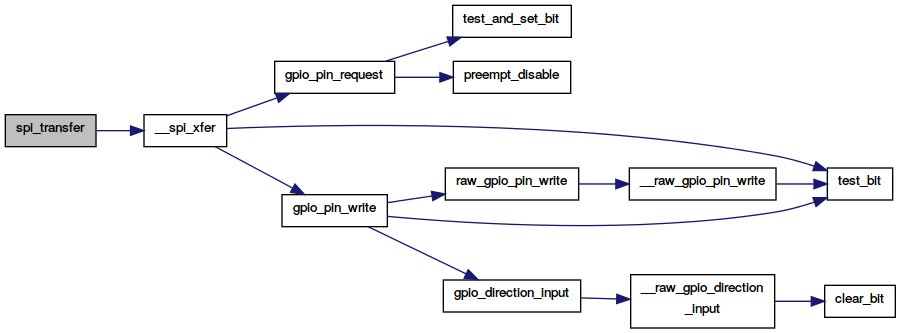 test_and_set_bit
gpio_pin_request
preempt_disable
spi_transfer
__spi_xfer
raw_gpio_pin_write
__raw_gpio_pin_write
test_bit
gpio_pin_write
gpio_direction_input
__raw_gpio_direction
_input
clear_bit